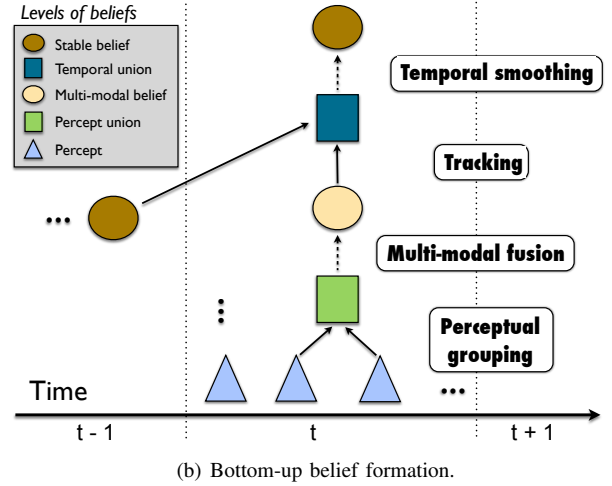 Levels of beliefs
Stable belief
Temporal union
Multi-modal belief
Percept union
Percept
Temporal smoothing
Tracking
...
Multi-modal fusion
...
Perceptual
grouping
...
Time
t - 1
t
t + 1
(b) Bottom-up belief formation.